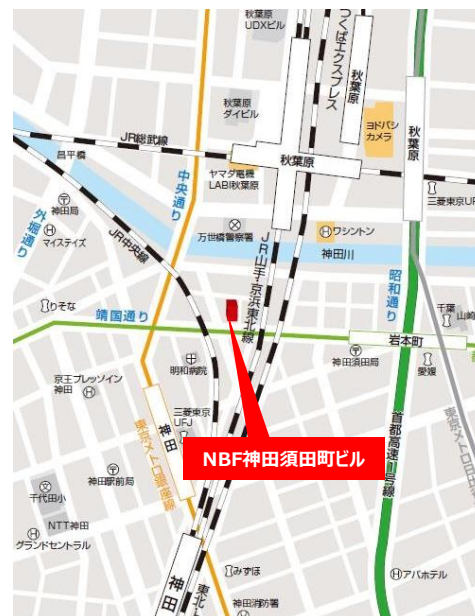 秋葉原
UDXビル
つくばエクスプレス
秋葉原
ダイビル
秋葉原
ヨドバシ
カメラ
秋葉原
JR総武線
昌平橋
中央通り
ヤマダ電機
LABI秋葉原
秋葉原
三菱東京UF
神田局
外堀通り
マイステイズ
JR中央線
万世橋警察署
JR山手・京浜東北線
ワシントン
神田川
昭和通り
りそな
靖国通り
千葉
山崎
岩本町
明和病院
神田須田局
愛媛
京王プレッソイン
神田
三菱東京
UFJ
神田
東京メトロ銀座線
NBF神田須田町ビル
首都高速1号線
神田駅前局
千代田小
NTT神田
グランドセントラル
神田
東北
みずほ
アパホテル
神田消防署